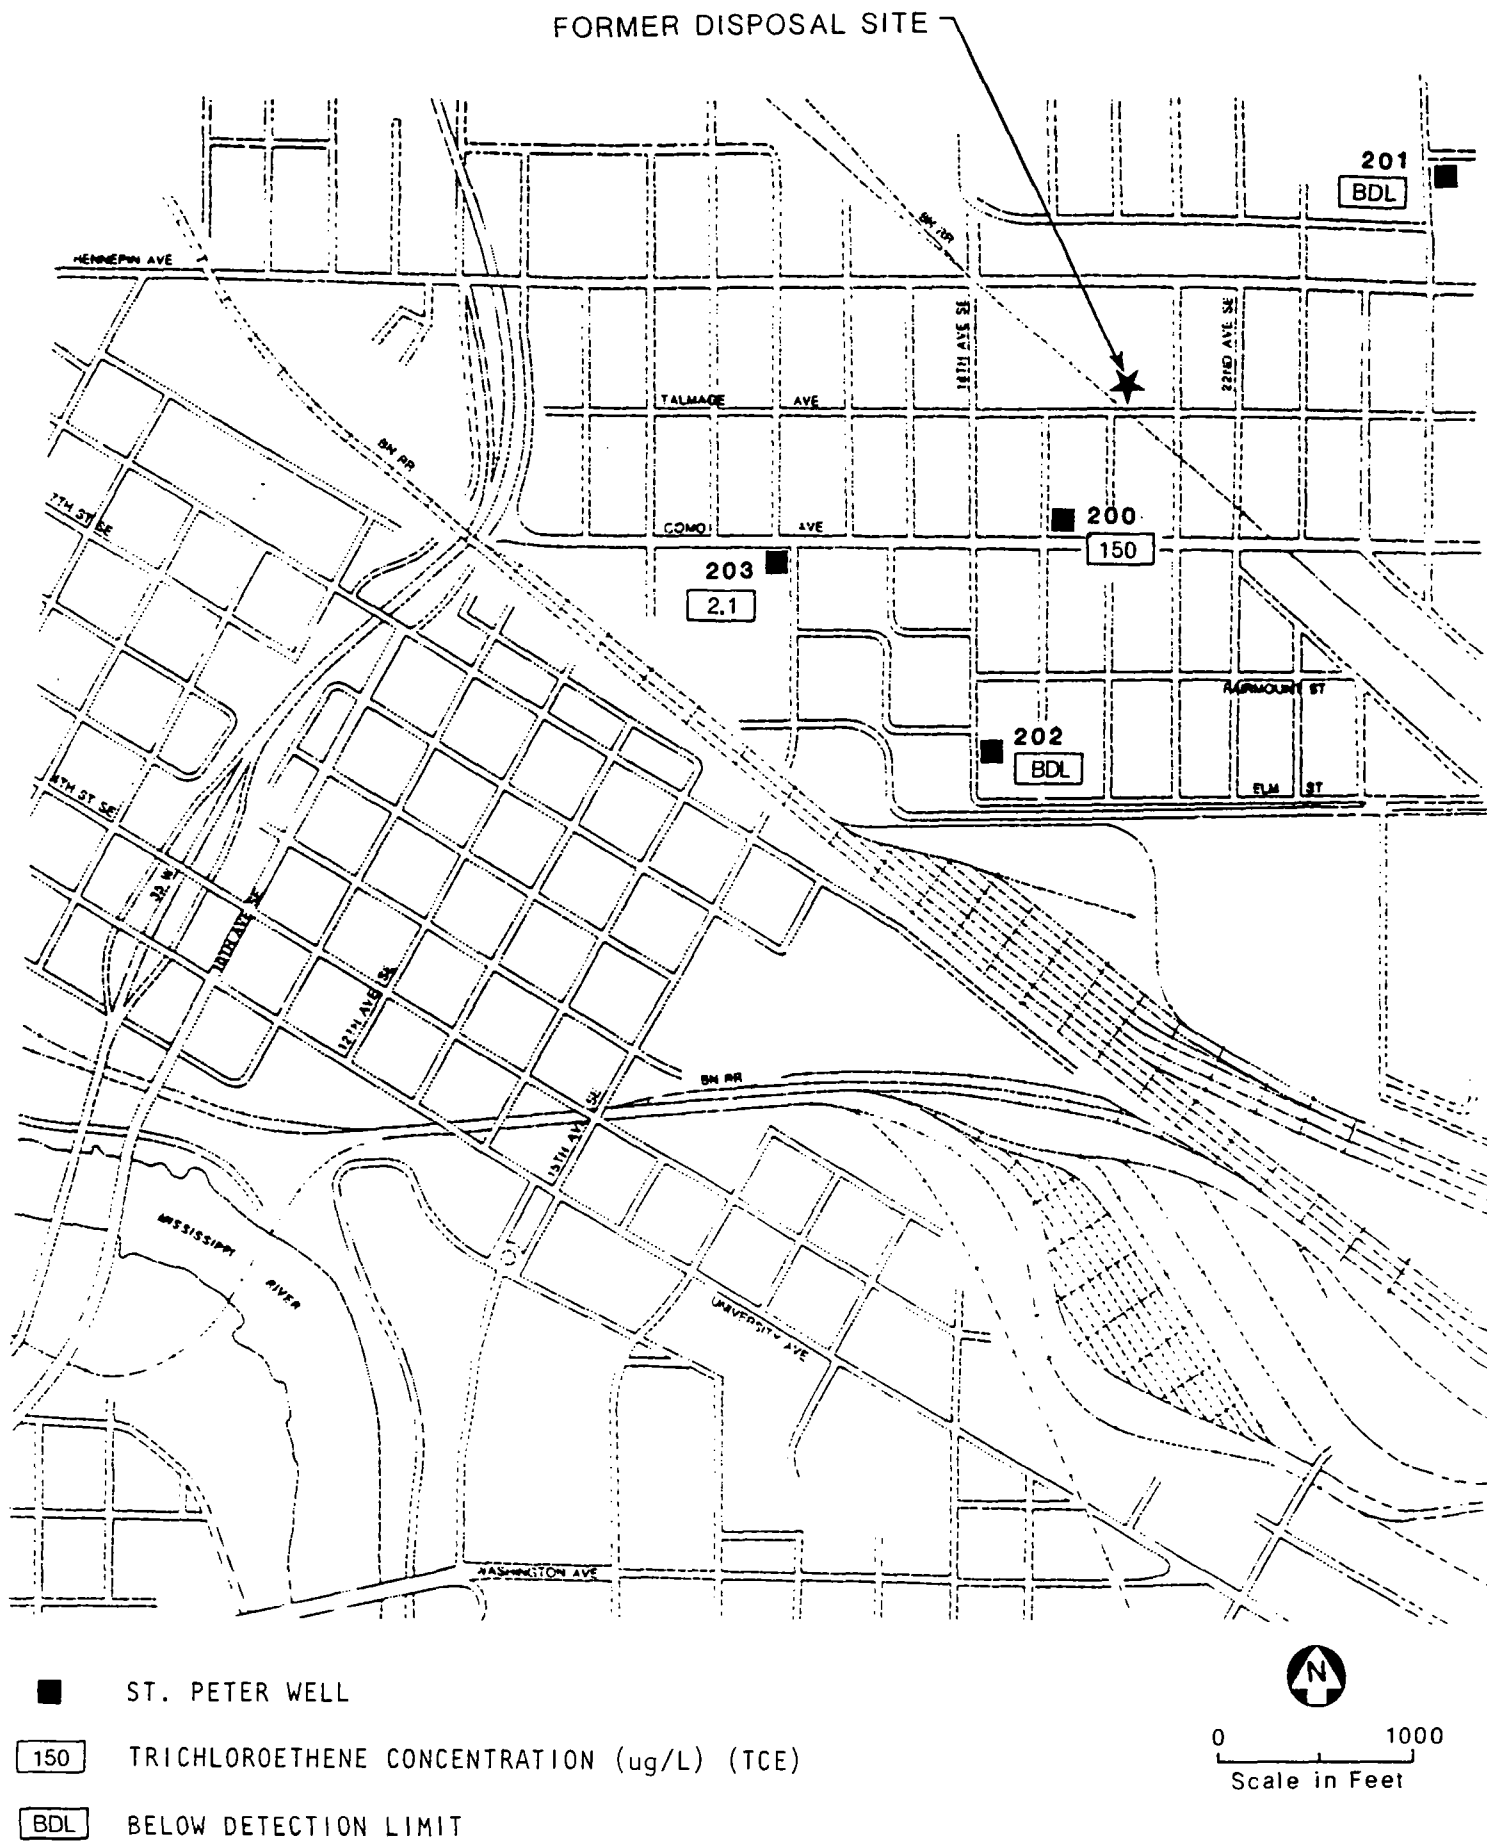 FORMER DISPOSAL SITE
201
BDL
BN RR
HENNEPIN AVE
18TH AVE SE
22ND AVE SE
TALMAGE AVE
BN RR
7TH ST SE
COMO AVE
200
150
203
2.1
FAIRMOUNT ST
202
BDL
4TH ST SE
ELM ST
35 W
10TH AVE SE
12TH AVE SE
BN RR
15TH AVE SE
MISSISSIPPI
RIVER
UNIVERSITY AVE
WASHINGTON AVE
ST. PETER WELL
N
0 1000
150 TRICHLOROETHENE CONCENTRATION (ug/L) (TCE)
Scale in Feet
BDL BELOW DETECTION LIMIT